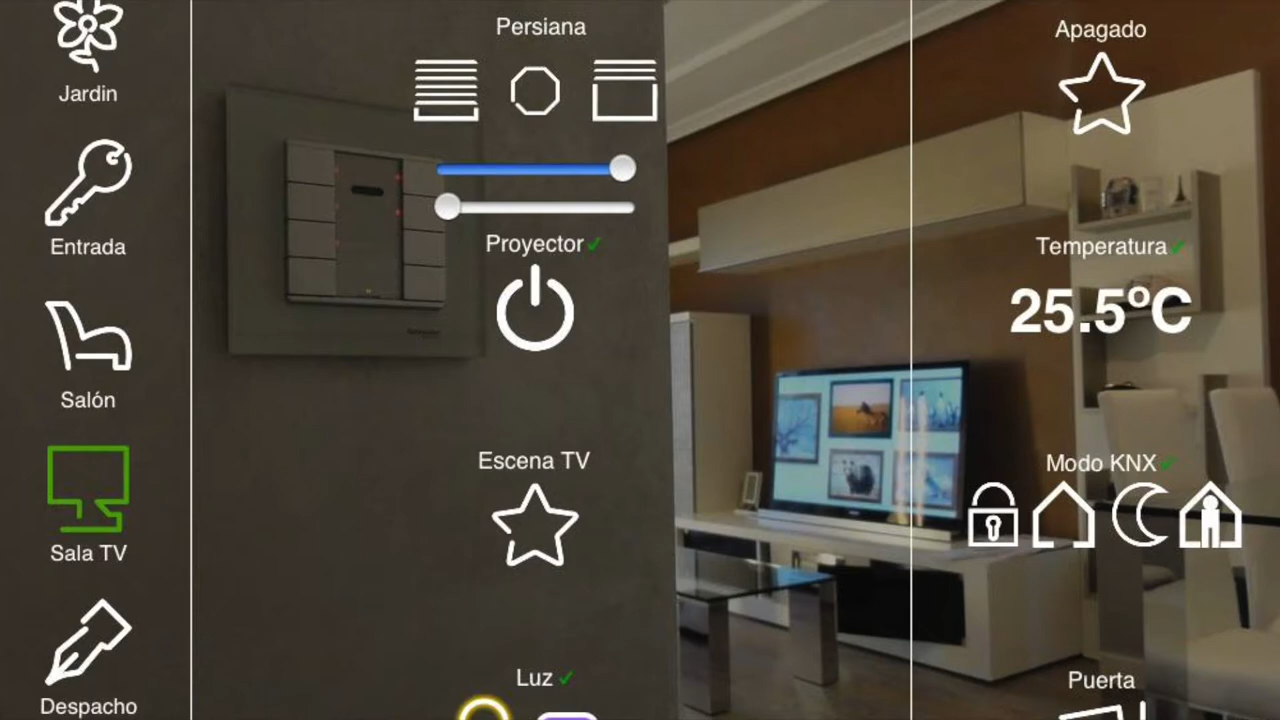 Jardin
Entrada
Salón
Sala TV
Despacho
Persiana
Proyector✓
Escena TV
Luz ✓
Apagado
Temperatura✓
25.5ºC
Modo KNX✓
Puerta